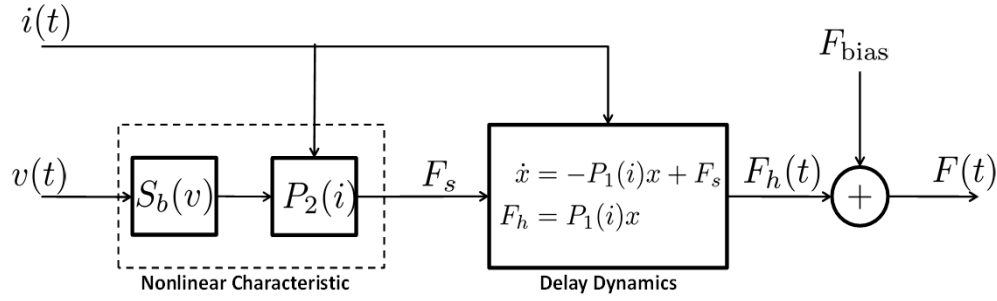 i(t)
F_bias
v(t)
S_b(v)
P_2(i)
F_s
ẋ = −P_1(i)x + F_s
F_h = P_1(i)x
F_h(t)
+
F(t)
Nonlinear Characteristic
Delay Dynamics